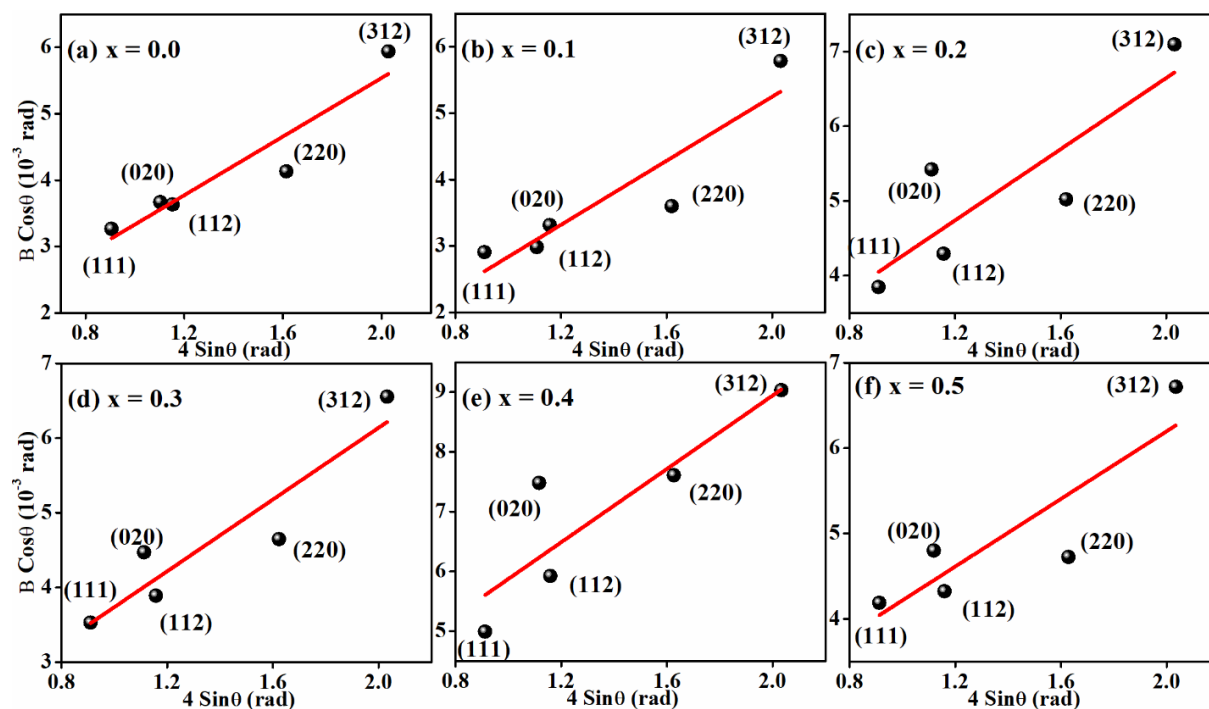 (a) x = 0.0
(312)
(020)
(220)
(112)
(111)
6
5
4
3
2
0.8 1.2 1.6 2.0
4 Sinθ (rad)
B Cosθ (10⁻³ rad)
(b) x = 0.1
(312)
(020)
(220)
(112)
(111)
6
5
4
3
2
0.8 1.2 1.6 2.0
4 Sinθ (rad)
(c) x = 0.2
(312)
(020)
(220)
(111)
(112)
7
6
5
4
0.8 1.2 1.6 2.0
4 Sinθ (rad)
(d) x = 0.3
(312)
(020)
(220)
(111)
(112)
7
6
5
4
3
0.8 1.2 1.6 2.0
4 Sinθ (rad)
B Cosθ (10⁻³ rad)
(e) x = 0.4
(312)
(020)
(220)
(112)
(111)
9
8
7
6
5
0.8 1.2 1.6 2.0
4 Sinθ (rad)
(f) x = 0.5
(312)
(020)
(220)
(112)
(111)
7
6
5
4
0.8 1.2 1.6 2.0
4 Sinθ (rad)